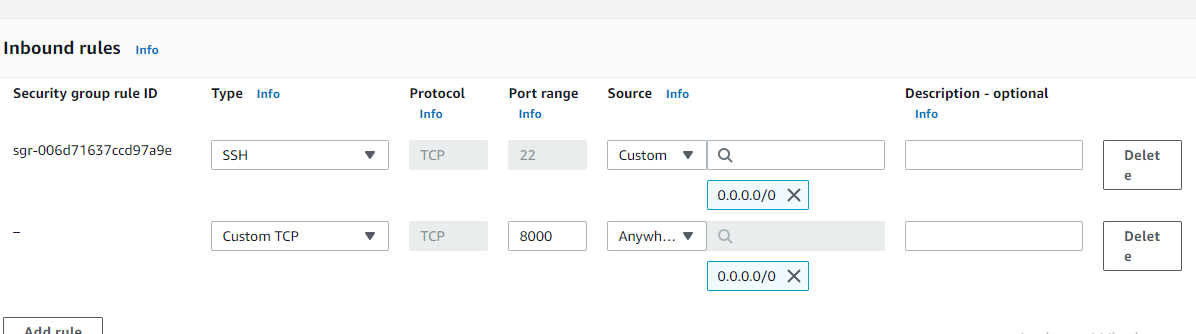 Inbound rules Info
Security group rule ID Type Info Protocol Info Port range Info Source Info Description - optional Info
sgr-006d71637ccd97a9e SSH TCP 22 Custom Delete
0.0.0.0/0
– Custom TCP TCP 8000 Anywh... Delete
0.0.0.0/0
Add rule